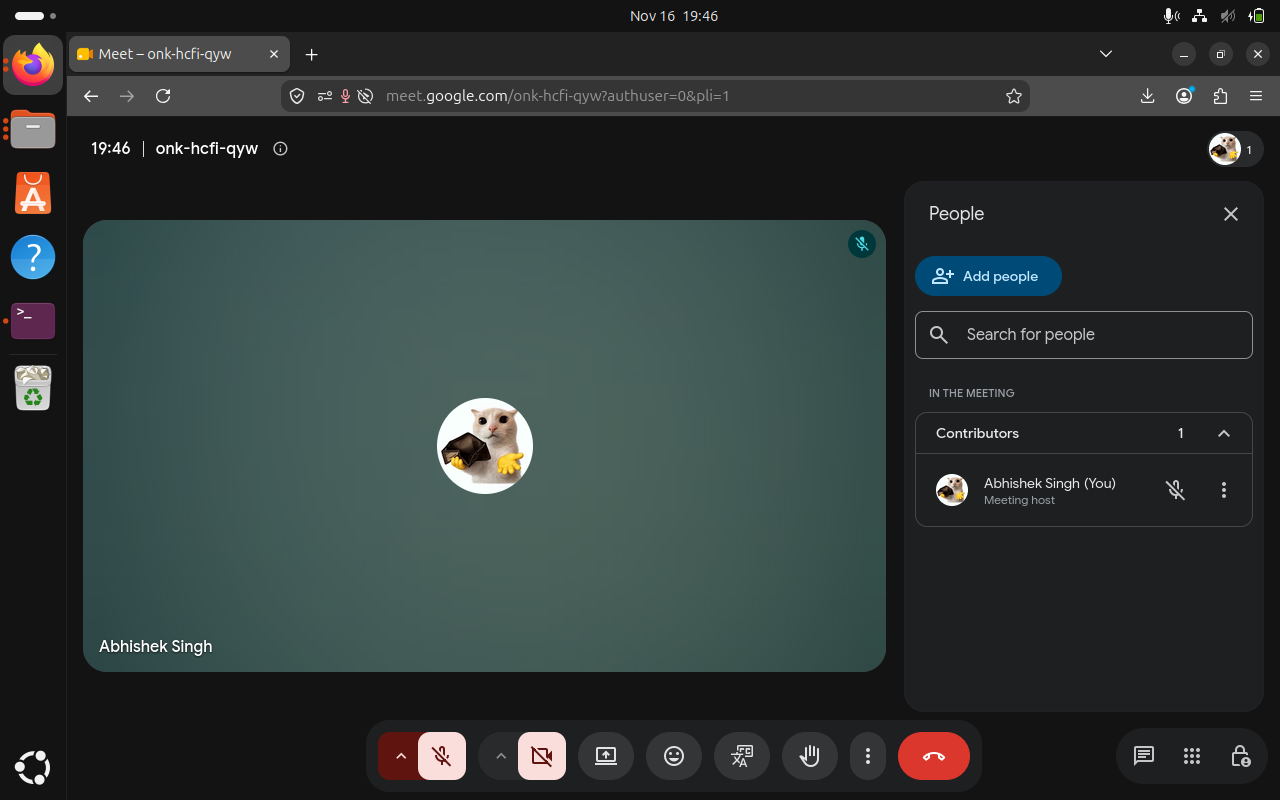 Nov 16 19:46
Meet – onk-hcfi-qyw
meet.google.com/onk-hcfi-qyw?authuser=0&pli=1
19:46 | onk-hcfi-qyw
1
People
Add people
Search for people
IN THE MEETING
Contributors 1
Abhishek Singh (You)
Meeting host
Abhishek Singh